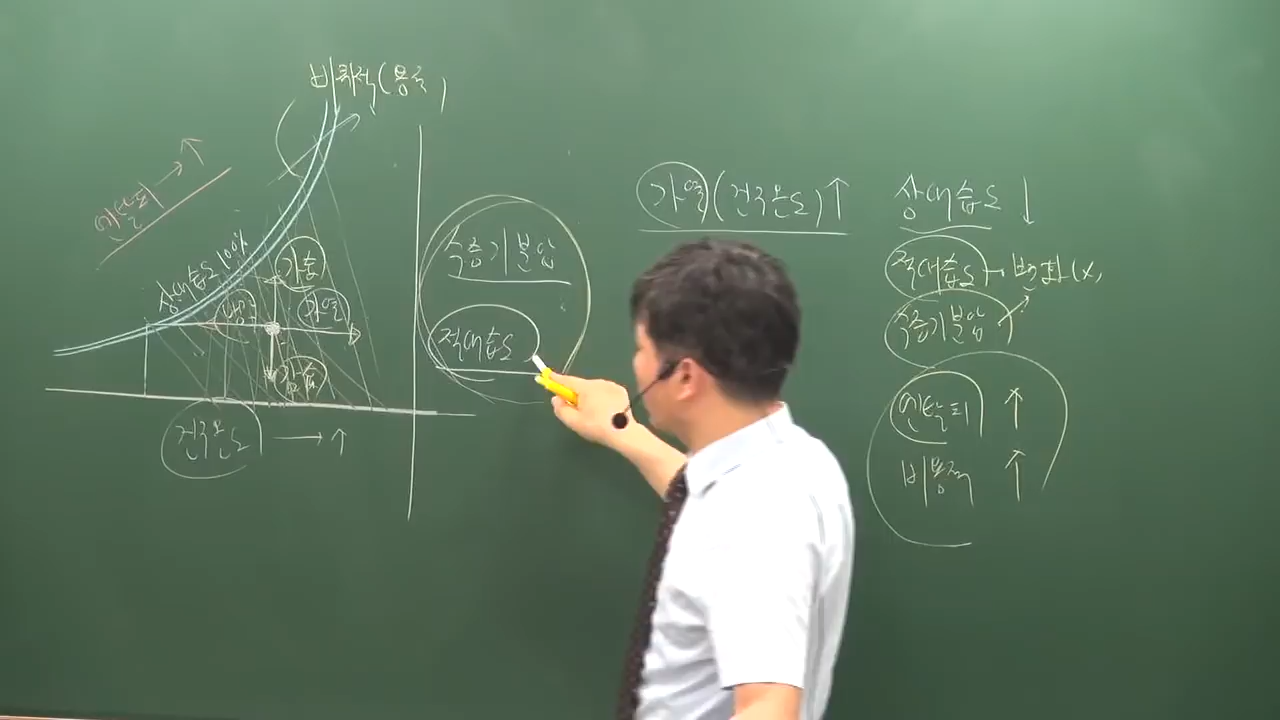 비체적(용적)
엔탈피 → ↑
상대습도 100%
가습
냉각
가열
감습
건구온도 → ↑
수증기분압
절대습도
가열(건구온도)↑
상대습도 ↓
절대습도 → 변화(x)
수증기분압
엔탈피 ↑
비용적 ↑